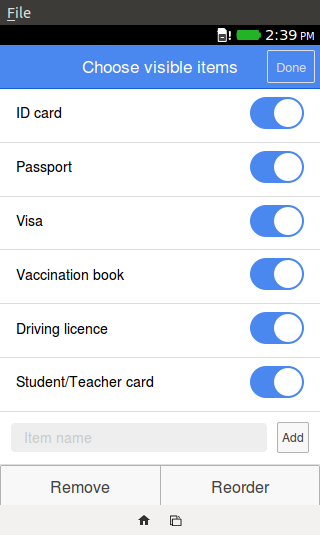 File
2:39 PM
Choose visible items
Done
ID card
Passport
Visa
Vaccination book
Driving licence
Student/Teacher card
Item name
Add
Remove
Reorder